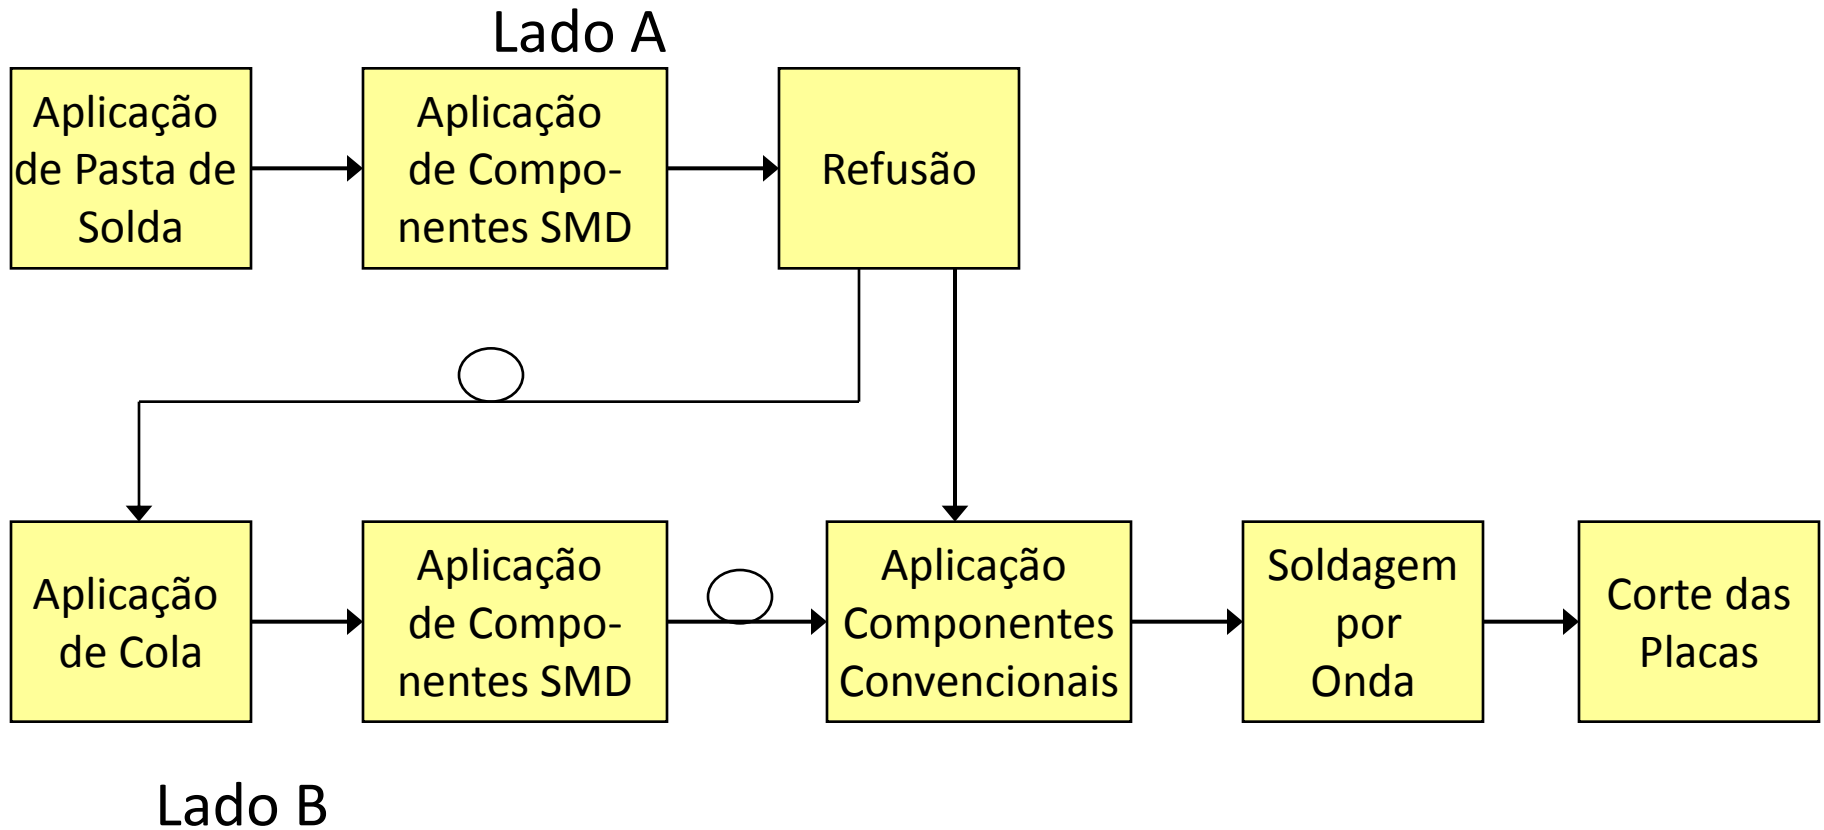 Lado A
Aplicação
de Pasta de
Solda
Aplicação
de Compo-
nentes SMD
Refusão
Aplicação
de Cola
Aplicação
de Compo-
nentes SMD
Aplicação
Componentes
Convencionais
Soldagem
por
Onda
Corte das
Placas
Lado B